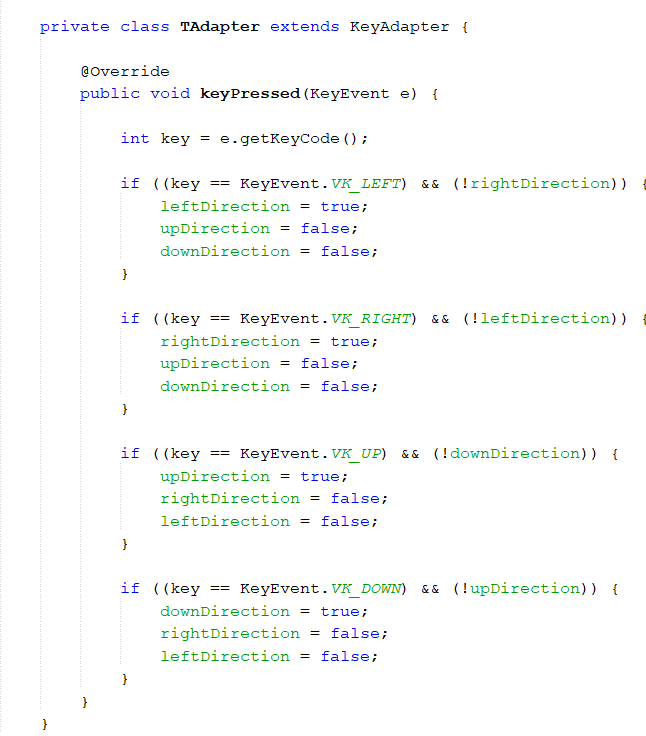 private class TAdapter extends KeyAdapter {
@Override
public void keyPressed(KeyEvent e) {
int key = e.getKeyCode();
if ((key == KeyEvent.VK_LEFT) && (!rightDirection)) {
leftDirection = true;
upDirection = false;
downDirection = false;
}
if ((key == KeyEvent.VK_RIGHT) && (!leftDirection)) {
rightDirection = true;
upDirection = false;
downDirection = false;
}
if ((key == KeyEvent.VK_UP) && (!downDirection)) {
upDirection = true;
rightDirection = false;
leftDirection = false;
}
if ((key == KeyEvent.VK_DOWN) && (!upDirection)) {
downDirection = true;
rightDirection = false;
leftDirection = false;
}
}
}